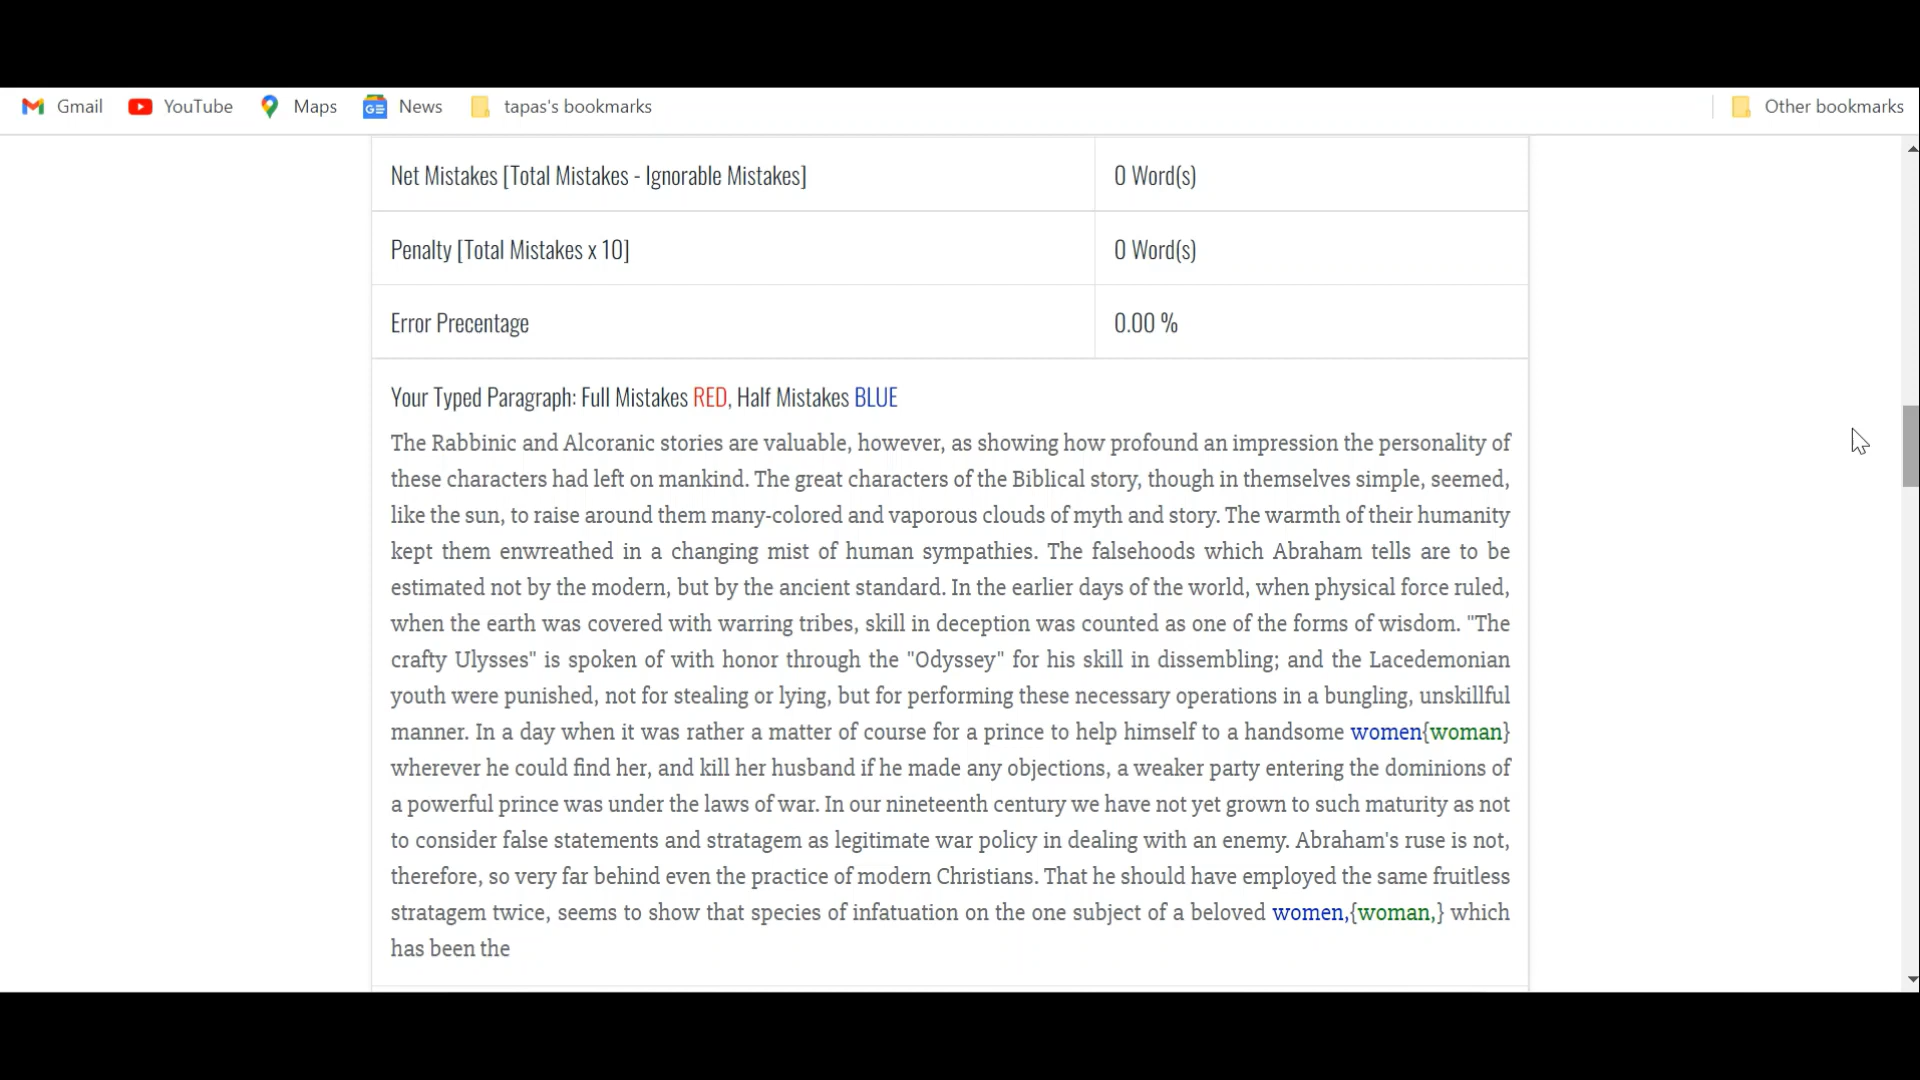 Gmail YouTube Maps News tapas's bookmarks Other bookmarks
Net Mistakes [Total Mistakes - Ignorable Mistakes] 0 Word(s)
Penalty [Total Mistakes x 10] 0 Word(s)
Error Precentage 0.00 %
Your Typed Paragraph: Full Mistakes RED, Half Mistakes BLUE
The Rabbinic and Alcoranic stories are valuable, however, as showing how profound an impression the personality of
these characters had left on mankind. The great characters of the Biblical story, though in themselves simple, seemed,
like the sun, to raise around them many-colored and vaporous clouds of myth and story. The warmth of their humanity
kept them enwreathed in a changing mist of human sympathies. The falsehoods which Abraham tells are to be
estimated not by the modern, but by the ancient standard. In the earlier days of the world, when physical force ruled,
when the earth was covered with warring tribes, skill in deception was counted as one of the forms of wisdom. "The
crafty Ulysses" is spoken of with honor through the "Odyssey" for his skill in dissembling; and the Lacedemonian
youth were punished, not for stealing or lying, but for performing these necessary operations in a bungling, unskillful
manner. In a day when it was rather a matter of course for a prince to help himself to a handsome women{woman}
wherever he could find her, and kill her husband if he made any objections, a weaker party entering the dominions of
a powerful prince was under the laws of war. In our nineteenth century we have not yet grown to such maturity as not
to consider false statements and stratagem as legitimate war policy in dealing with an enemy. Abraham's ruse is not,
therefore, so very far behind even the practice of modern Christians. That he should have employed the same fruitless
stratagem twice, seems to show that species of infatuation on the one subject of a beloved women,{woman,} which
has been the